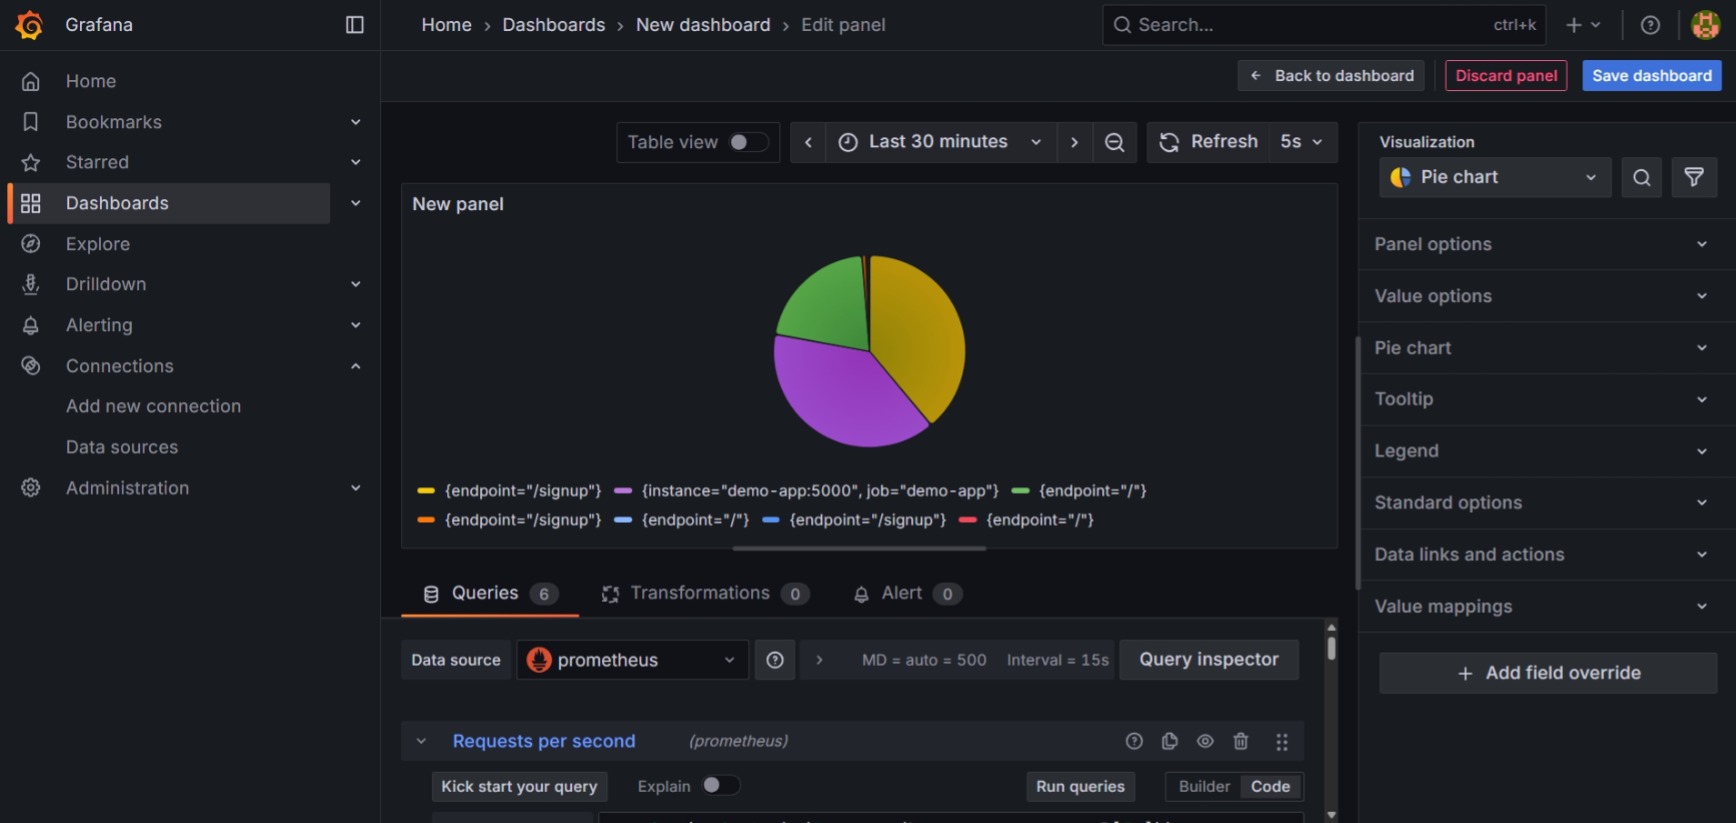 Grafana
Home › Dashboards › New dashboard › Edit panel
Search...
ctrl+k
Back to dashboard
Discard panel
Save dashboard
Home
Bookmarks
Starred
Dashboards
Explore
Drilldown
Alerting
Connections
Add new connection
Data sources
Administration
Table view
Last 30 minutes
Refresh
5s
New panel
{endpoint="/signup"} {instance="demo-app:5000", job="demo-app"} {endpoint="/"}
{endpoint="/signup"} {endpoint="/"} {endpoint="/signup"} {endpoint="/"}
Queries 6
Transformations 0
Alert 0
Data source
prometheus
MD = auto = 500
Interval = 15s
Query inspector
Requests per second
(prometheus)
Kick start your query
Explain
Run queries
Builder
Code
Visualization
Pie chart
Panel options
Value options
Pie chart
Tooltip
Legend
Standard options
Data links and actions
Value mappings
+ Add field override